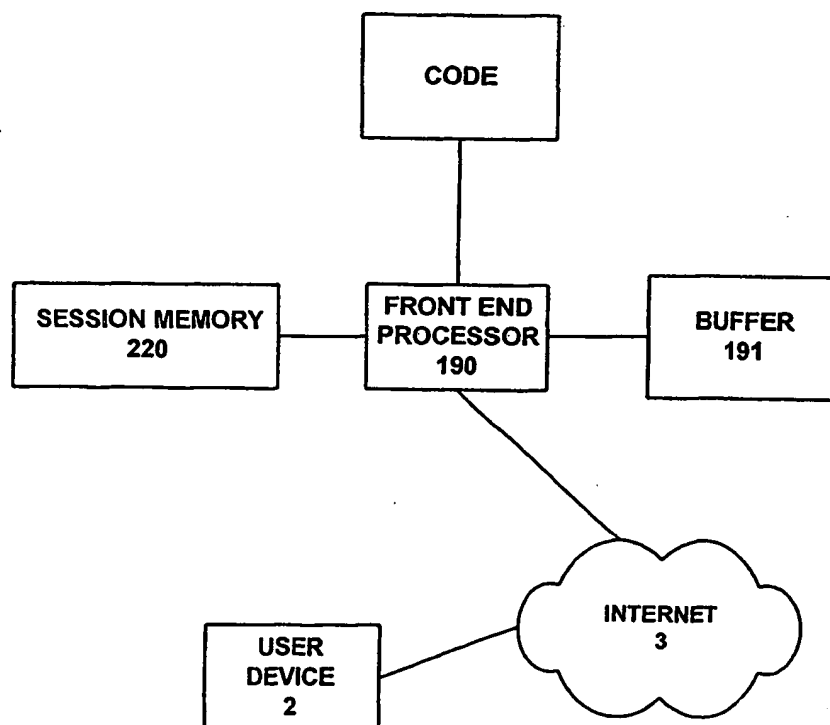 CODE
SESSION MEMORY
220
FRONT END
PROCESSOR
190
BUFFER
191
INTERNET
3
USER
DEVICE
2